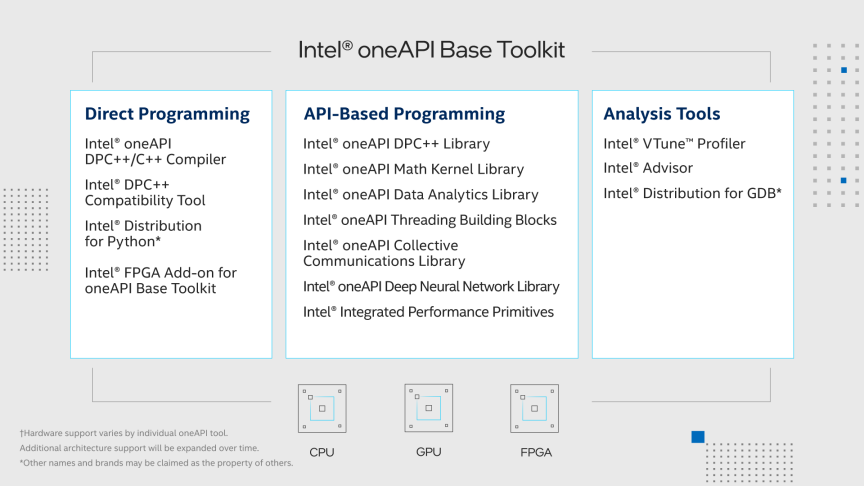 Intel® oneAPI Base Toolkit
Direct Programming
Intel® oneAPI
DPC++/C++ Compiler
Intel® DPC++
Compatibility Tool
Intel® Distribution
for Python*
Intel® FPGA Add-on for
oneAPI Base Toolkit
API-Based Programming
Intel® oneAPI DPC++ Library
Intel® oneAPI Math Kernel Library
Intel® oneAPI Data Analytics Library
Intel® oneAPI Threading Building Blocks
Intel® oneAPI Collective
Communications Library
Intel® oneAPI Deep Neural Network Library
Intel® Integrated Performance Primitives
Analysis Tools
Intel® VTune™ Profiler
Intel® Advisor
Intel® Distribution for GDB*
CPU
GPU
FPGA
†Hardware support varies by individual oneAPI tool.
Additional architecture support will be expanded over time.
*Other names and brands may be claimed as the property of others.